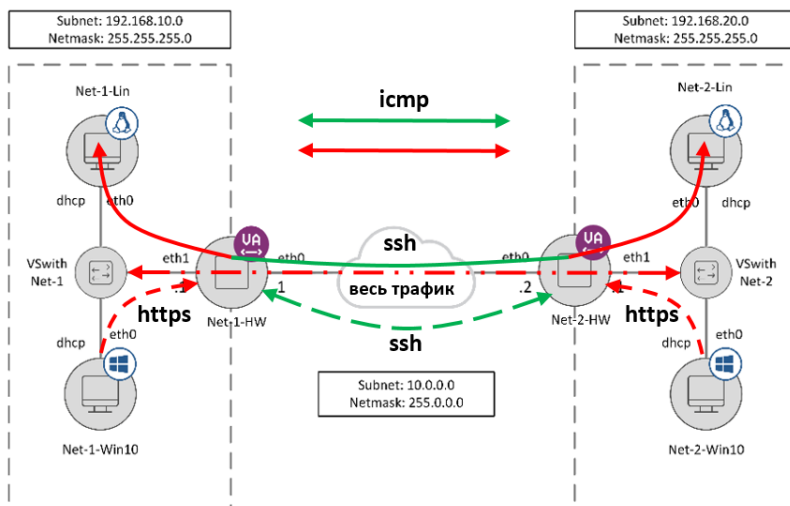 Subnet: 192.168.10.0
Netmask: 255.255.255.0
Subnet: 192.168.20.0
Netmask: 255.255.255.0
Net-1-Lin
icmp
Net-2-Lin
dhcp
eth0
eth0
dhcp
VA
ssh
VA
VSwith
Net-1
eth1
eth0
eth0
eth1
VSwith
Net-2
весь трафик
.1
.1
.2
.1
https
Net-1-HW
ssh
Net-2-HW
https
dhcp
eth0
eth0
dhcp
Subnet: 10.0.0.0
Netmask: 255.0.0.0
Net-1-Win10
Net-2-Win10